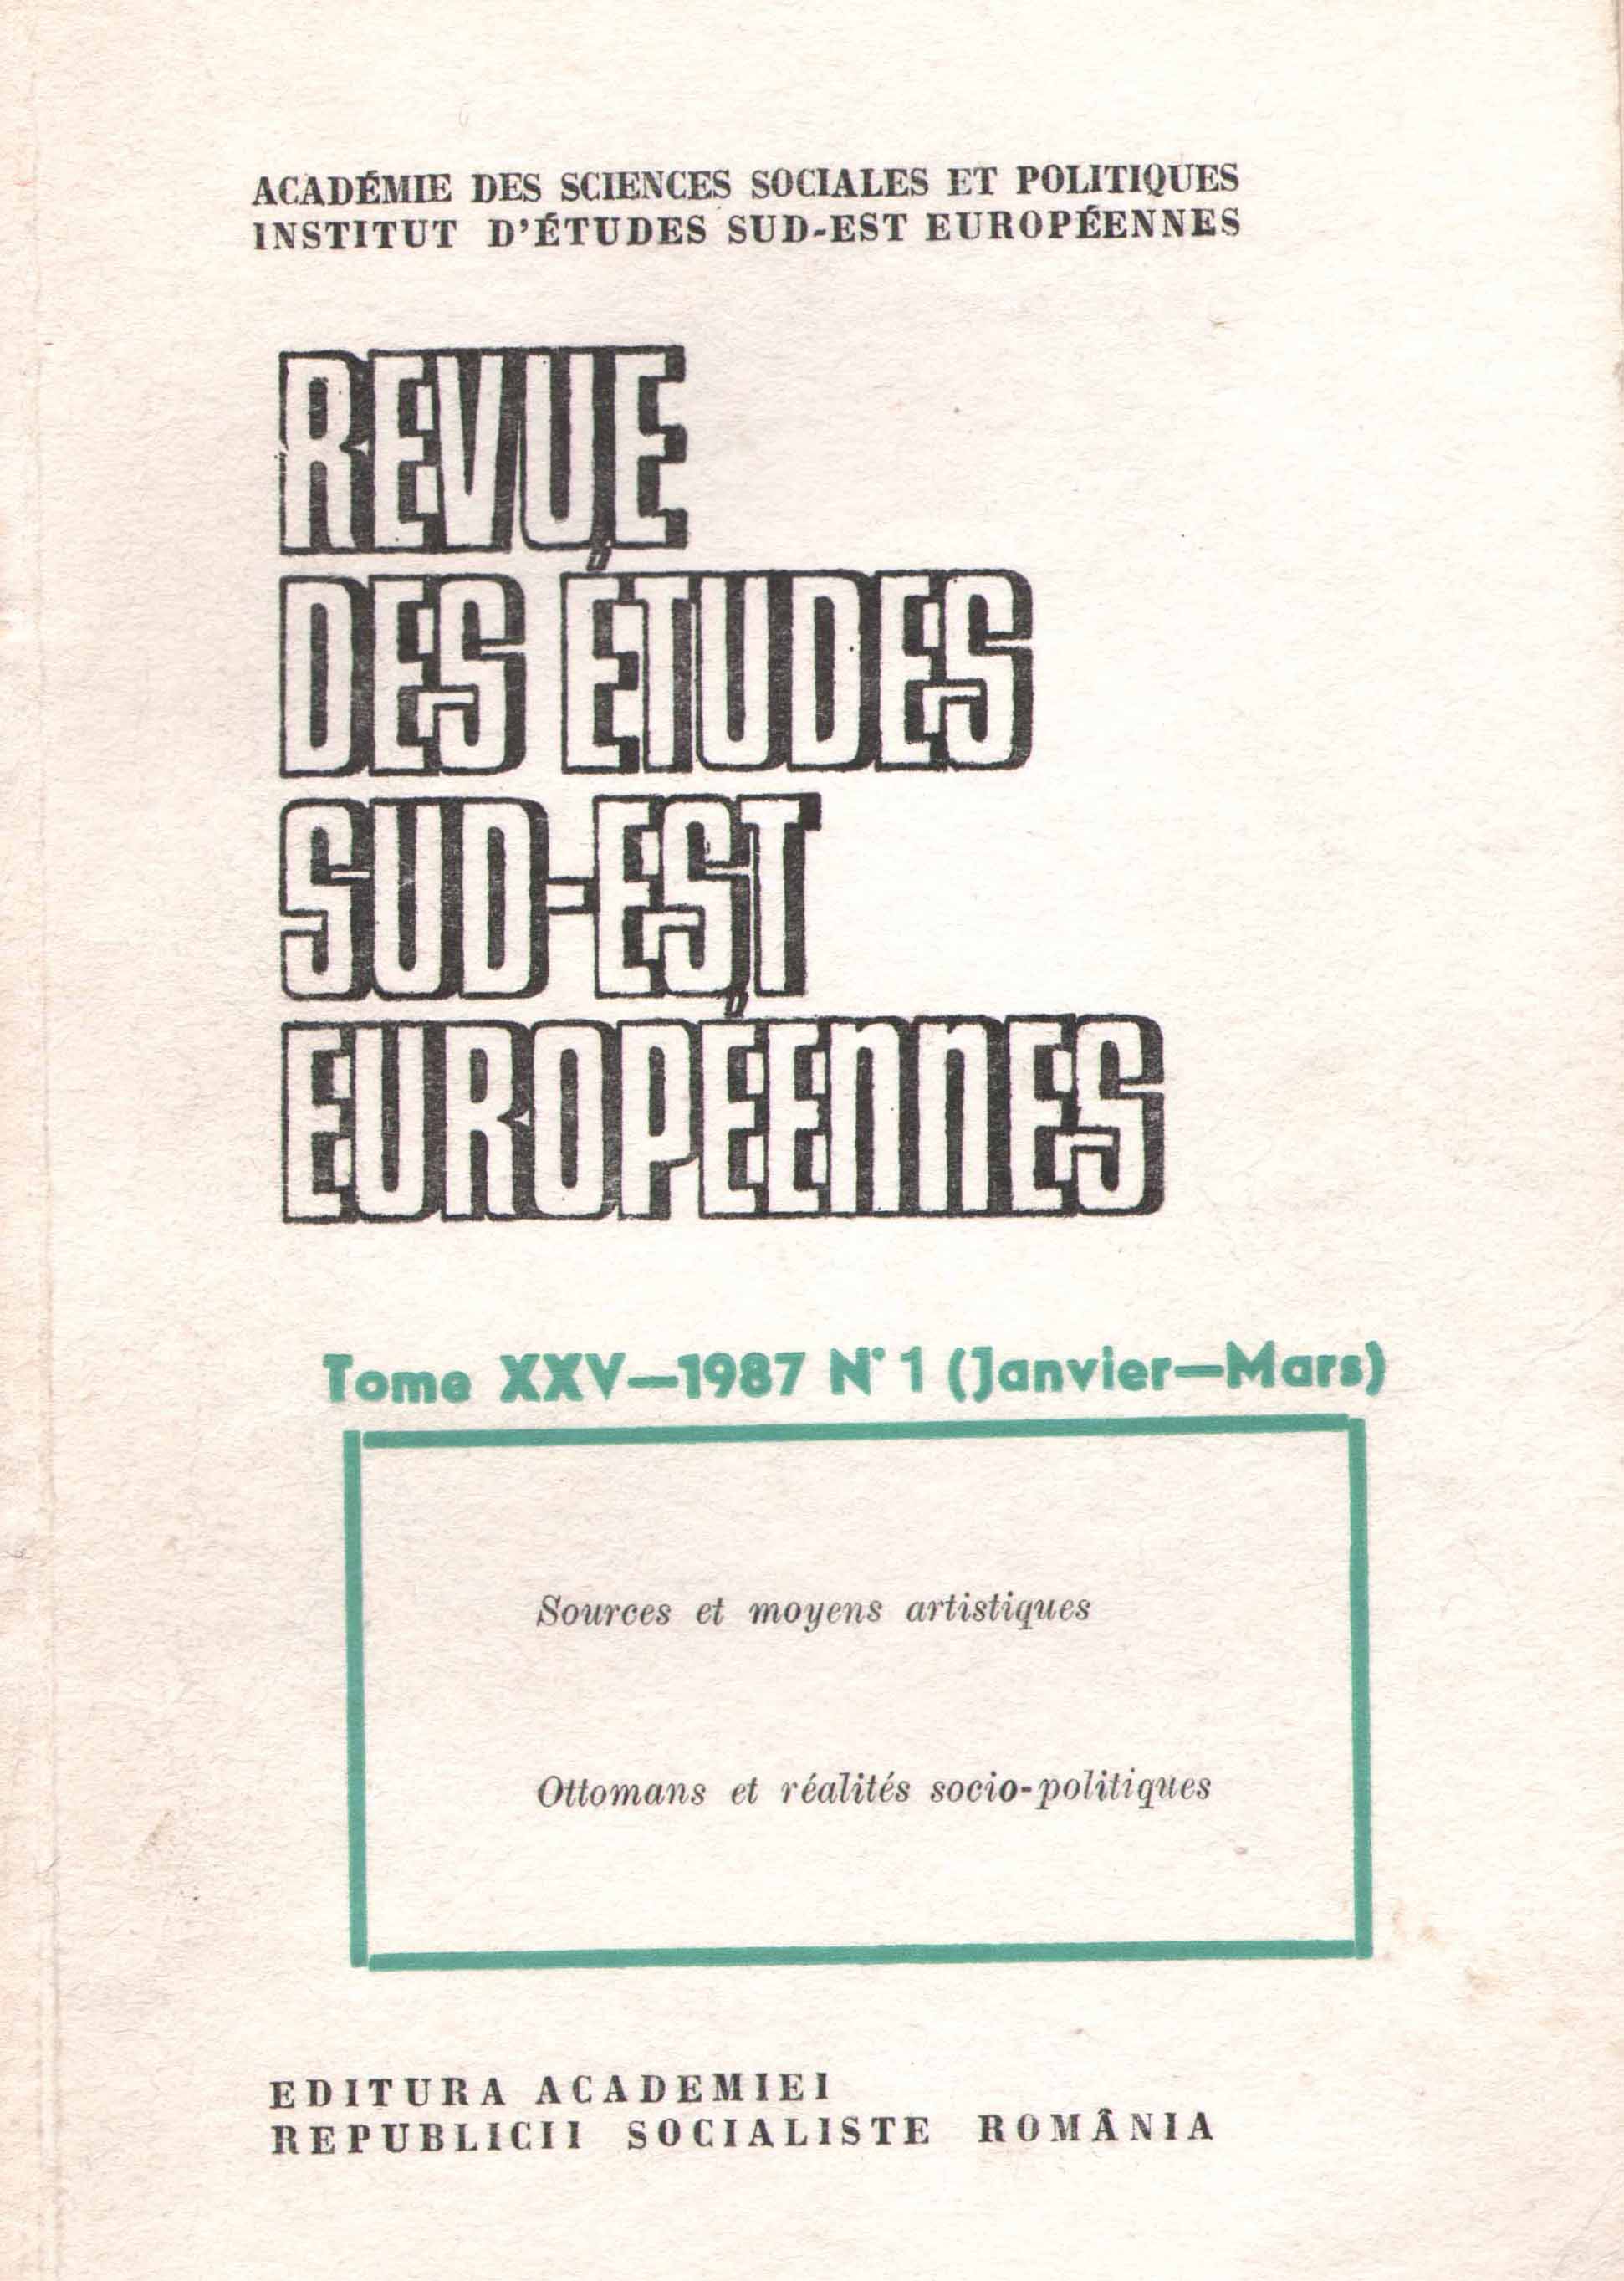 ACADÉMIE DES SCIENCES SOCIALES ET POLITIQUES
INSTITUT D'ÉTUDES SUD-EST EUROPÉENNES
REVUE
DES ÉTUDES
SUD-EST
EUROPÉENNES
Tome XXV—1987 N° 1 (Janvier—Mars)
Sources et moyens artistiques
Ottomans et réalités socio-politiques
EDITURA ACADEMIEI
REPUBLICII SOCIALISTE ROMÂNIA